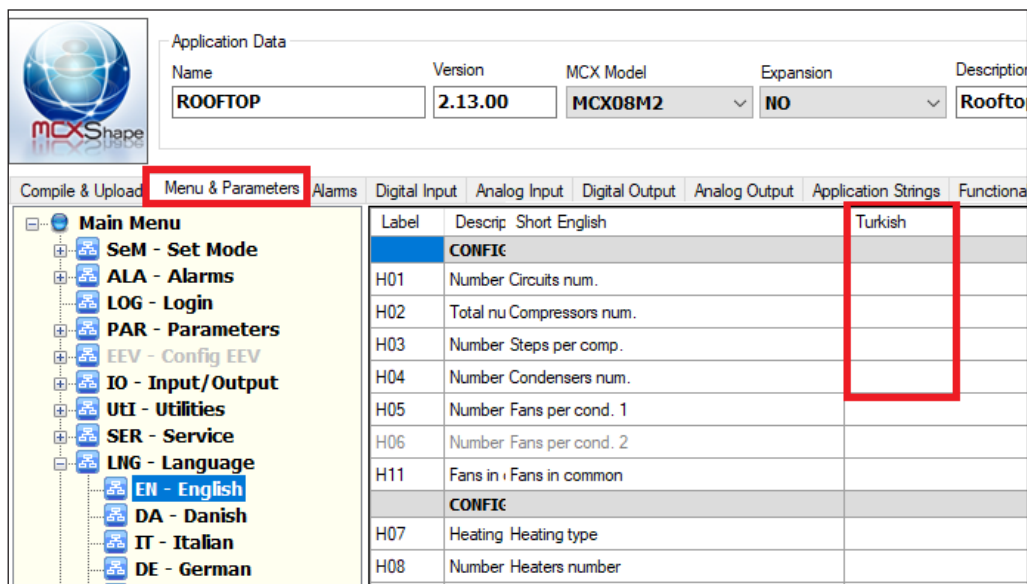 Application Data
Name Version MCX Model Expansion Description
ROOFTOP 2.13.00 MCX08M2 NO Roofto
MCXShape
Compile & Upload Menu & Parameters Alarms Digital Input Analog Input Digital Output Analog Output Application Strings Functiona
Main Menu
SeM - Set Mode
ALA - Alarms
LOG - Login
PAR - Parameters
EEV - Config EEV
IO - Input/Output
UtI - Utilities
SER - Service
LNG - Language
EN - English
DA - Danish
IT - Italian
DE - German
Label Descrip Short English Turkish
CONFIG
H01 Number Circuits num.
H02 Total nu Compressors num.
H03 Number Steps per comp.
H04 Number Condensers num.
H05 Number Fans per cond. 1
H06 Number Fans per cond. 2
H11 Fans in Fans in common
CONFIG
H07 Heating Heating type
H08 Number Heaters number